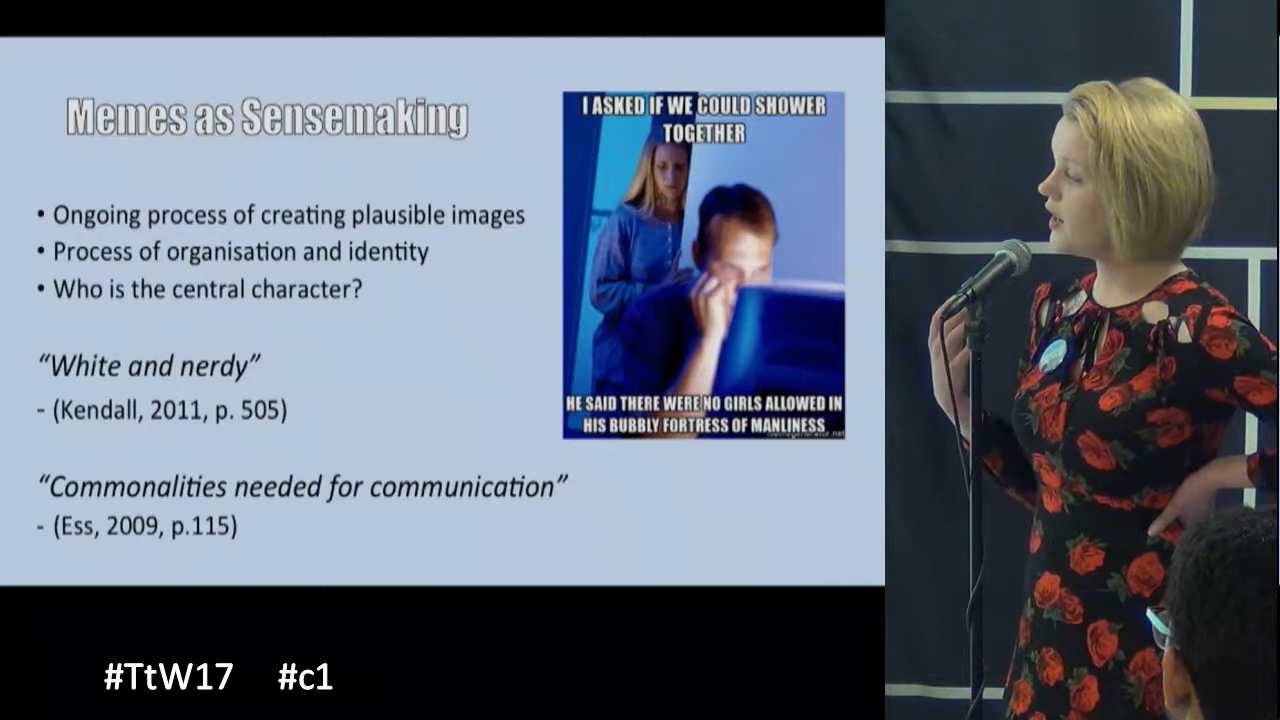 Memes as Sensemaking
• Ongoing process of creating plausible images
• Process of organisation and identity
• Who is the central character?
“White and nerdy”
- (Kendall, 2011, p. 505)
“Commonalities needed for communication”
- (Ess, 2009, p.115)
I ASKED IF WE COULD SHOWER
TOGETHER
HE SAID THERE WERE NO GIRLS ALLOWED IN
HIS BUBBLY FORTRESS OF MANLINESS
memegenerator.net
#TtW17 #c1